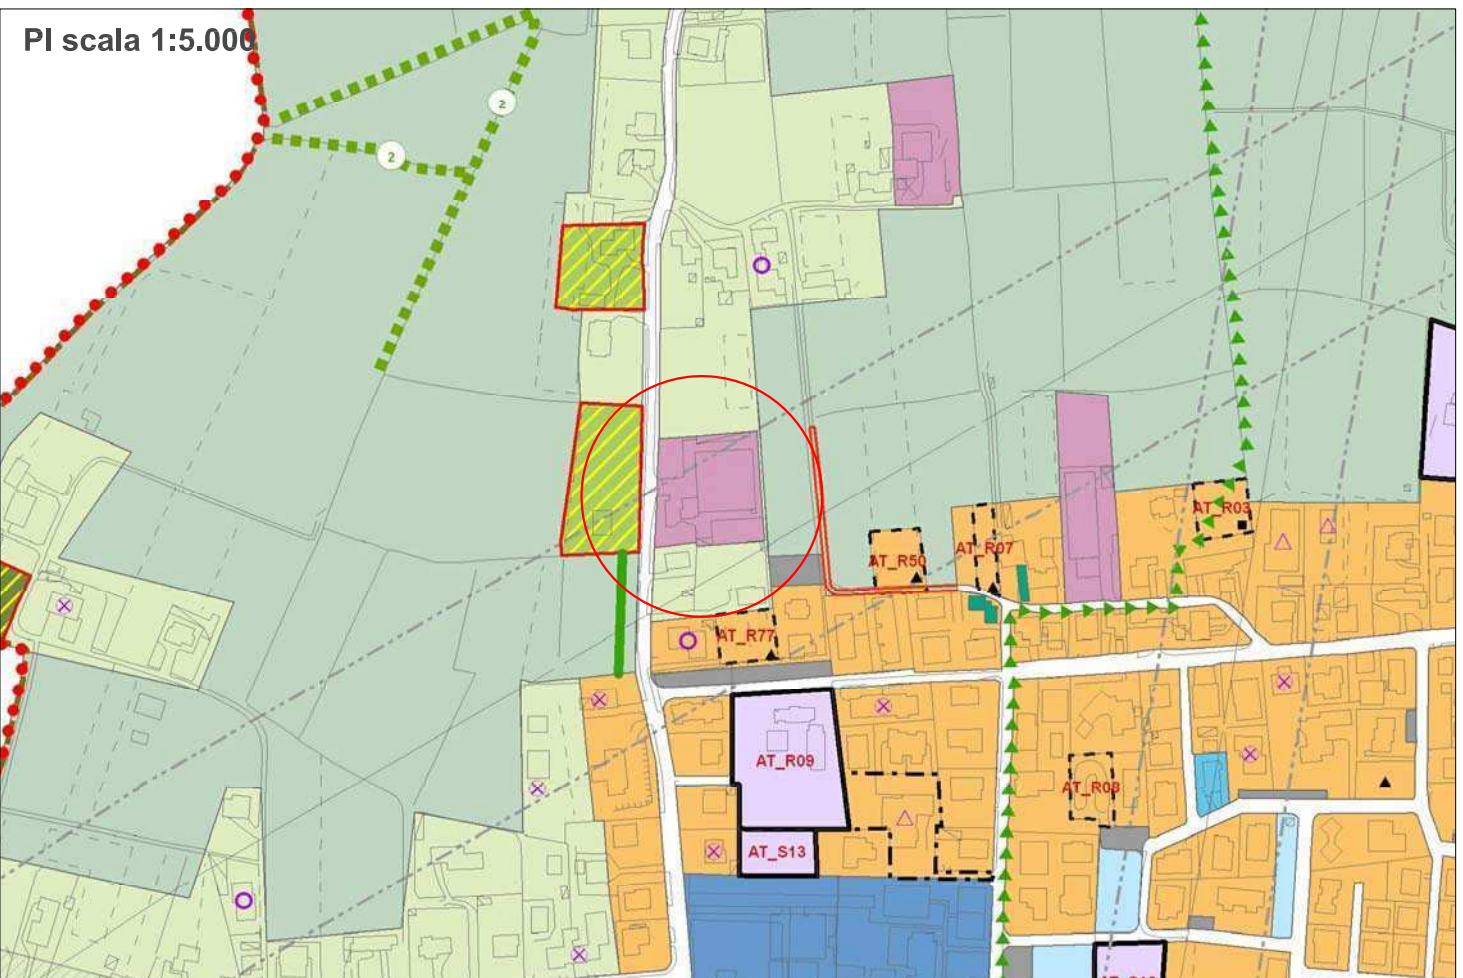 PI scala 1:5.000
2
2
AT_R03
AT_R07
AT_R50
AT_R77
AT_R09
AT_R08
AT_S13